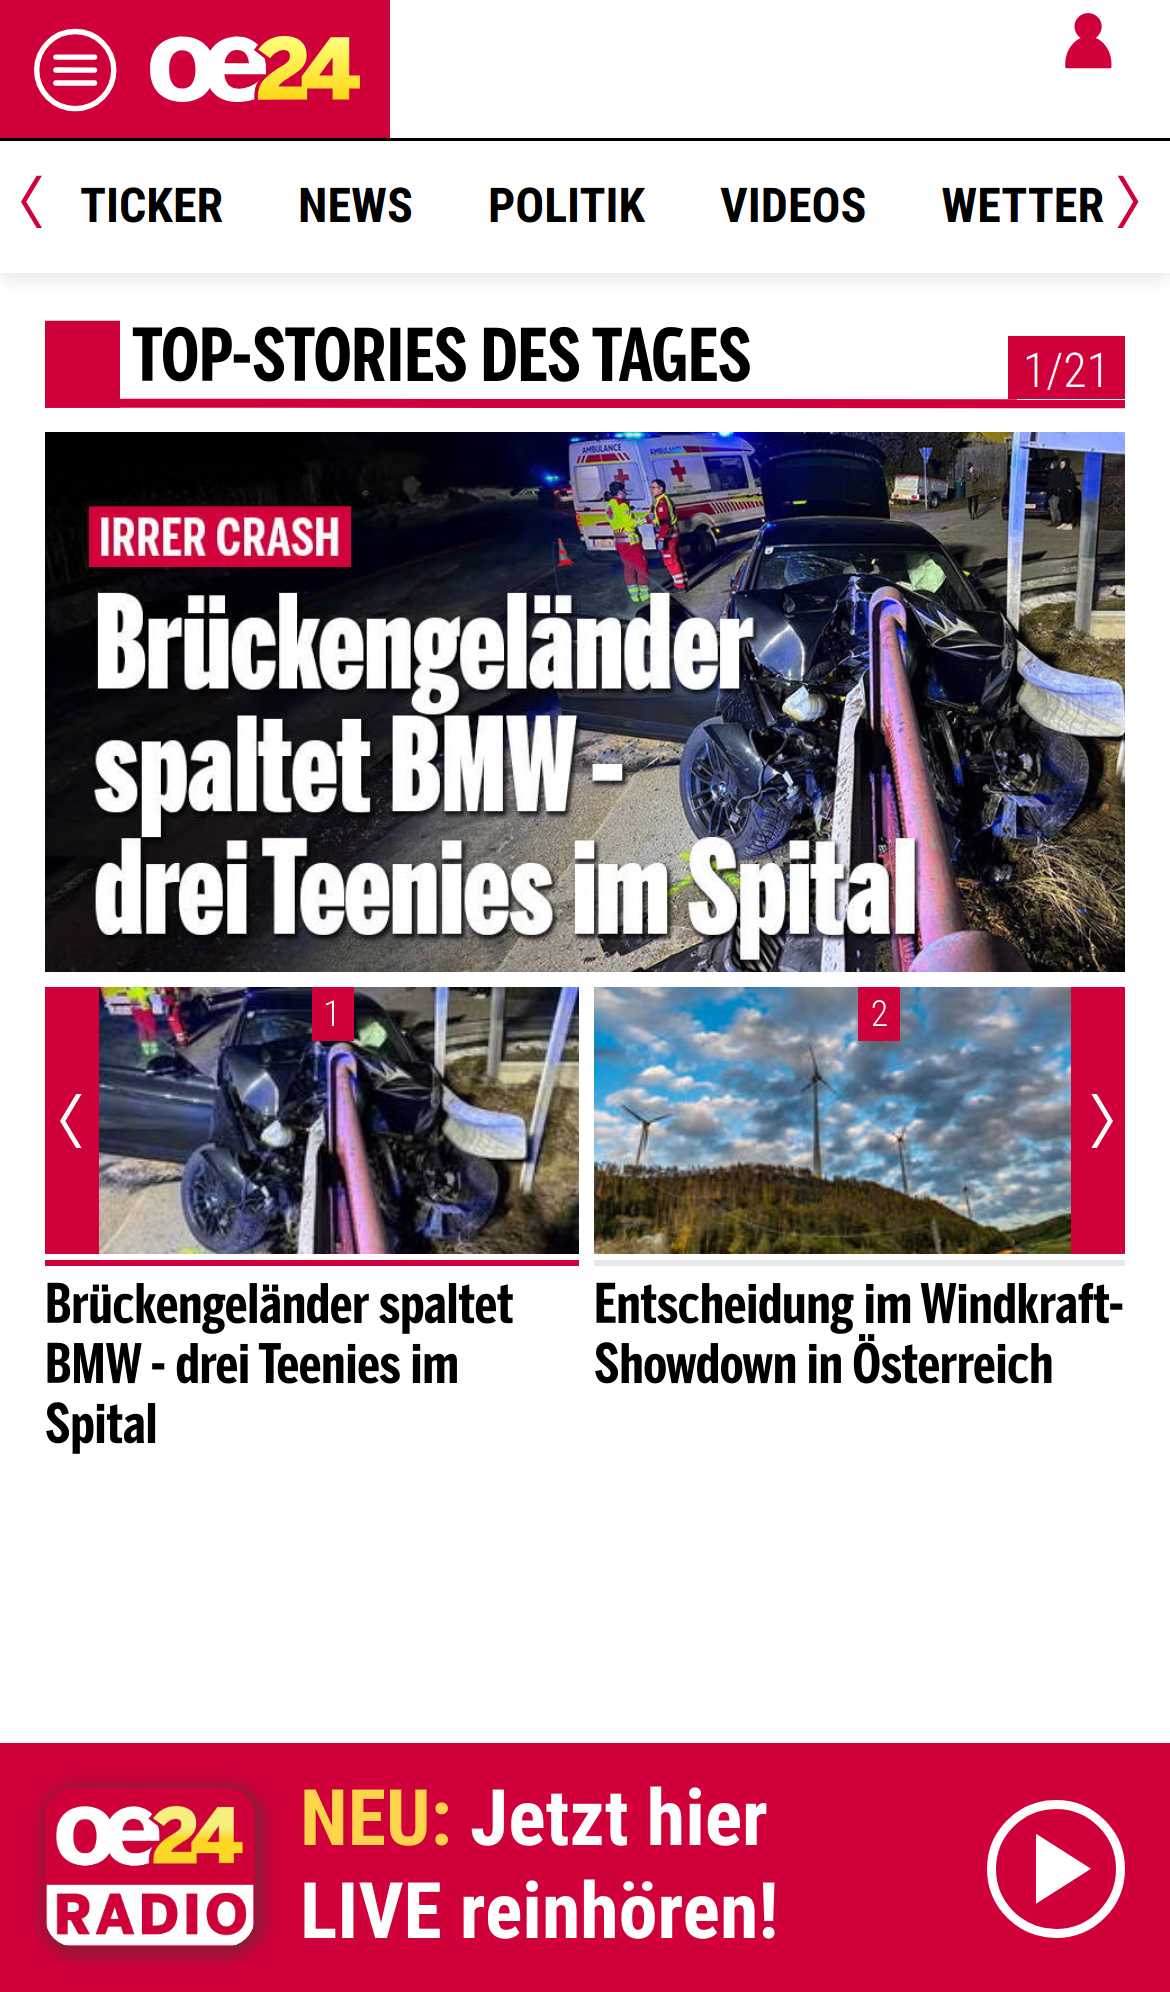 oe24
TICKER NEWS POLITIK VIDEOS WETTER
TOP-STORIES DES TAGES
1/21
AMBULANCE
IRRER CRASH
Brückengeländer
spaltet BMW -
drei Teenies im Spital
1
2
Brückengeländer spaltet
BMW - drei Teenies im
Spital
Entscheidung im Windkraft-
Showdown in Österreich
oe24
RADIO
NEU: Jetzt hier
LIVE reinhören!